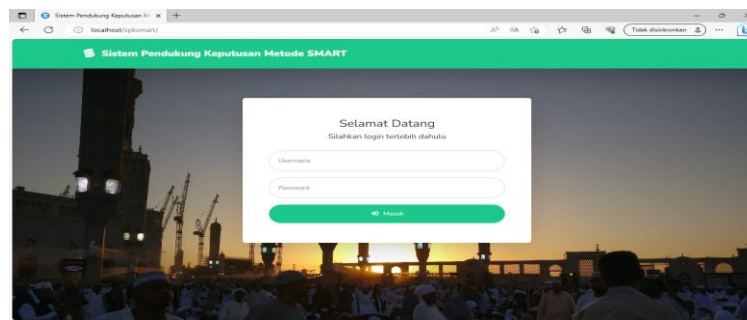 Sistem Pendukung Keputusan M
localhost/spksmart/
Tidak disinkronkan
Sistem Pendukung Keputusan Metode SMART
Selamat Datang
Silahkan login terlebih dahulu
Username
Password
Masuk